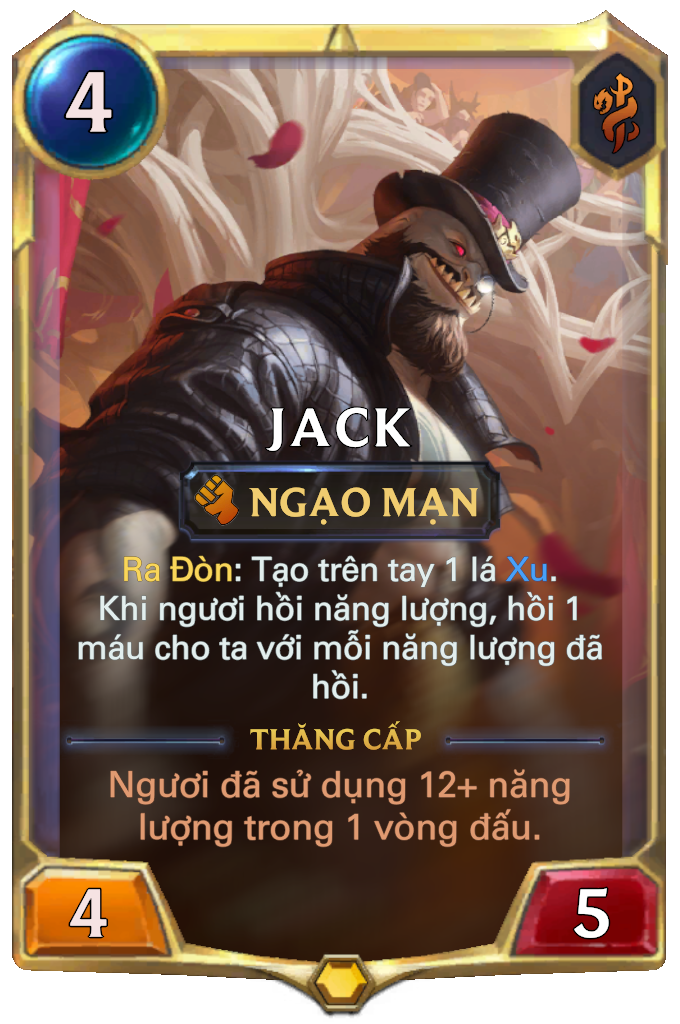 4
JACK
NGẠO MẠN
Ra Đòn: Tạo trên tay 1 lá Xu.
Khi ngươi hồi năng lượng, hồi 1
máu cho ta với mỗi năng lượng đã
hồi.
THĂNG CẤP
Ngươi đã sử dụng 12+ năng
lượng trong 1 vòng đấu.
4
5